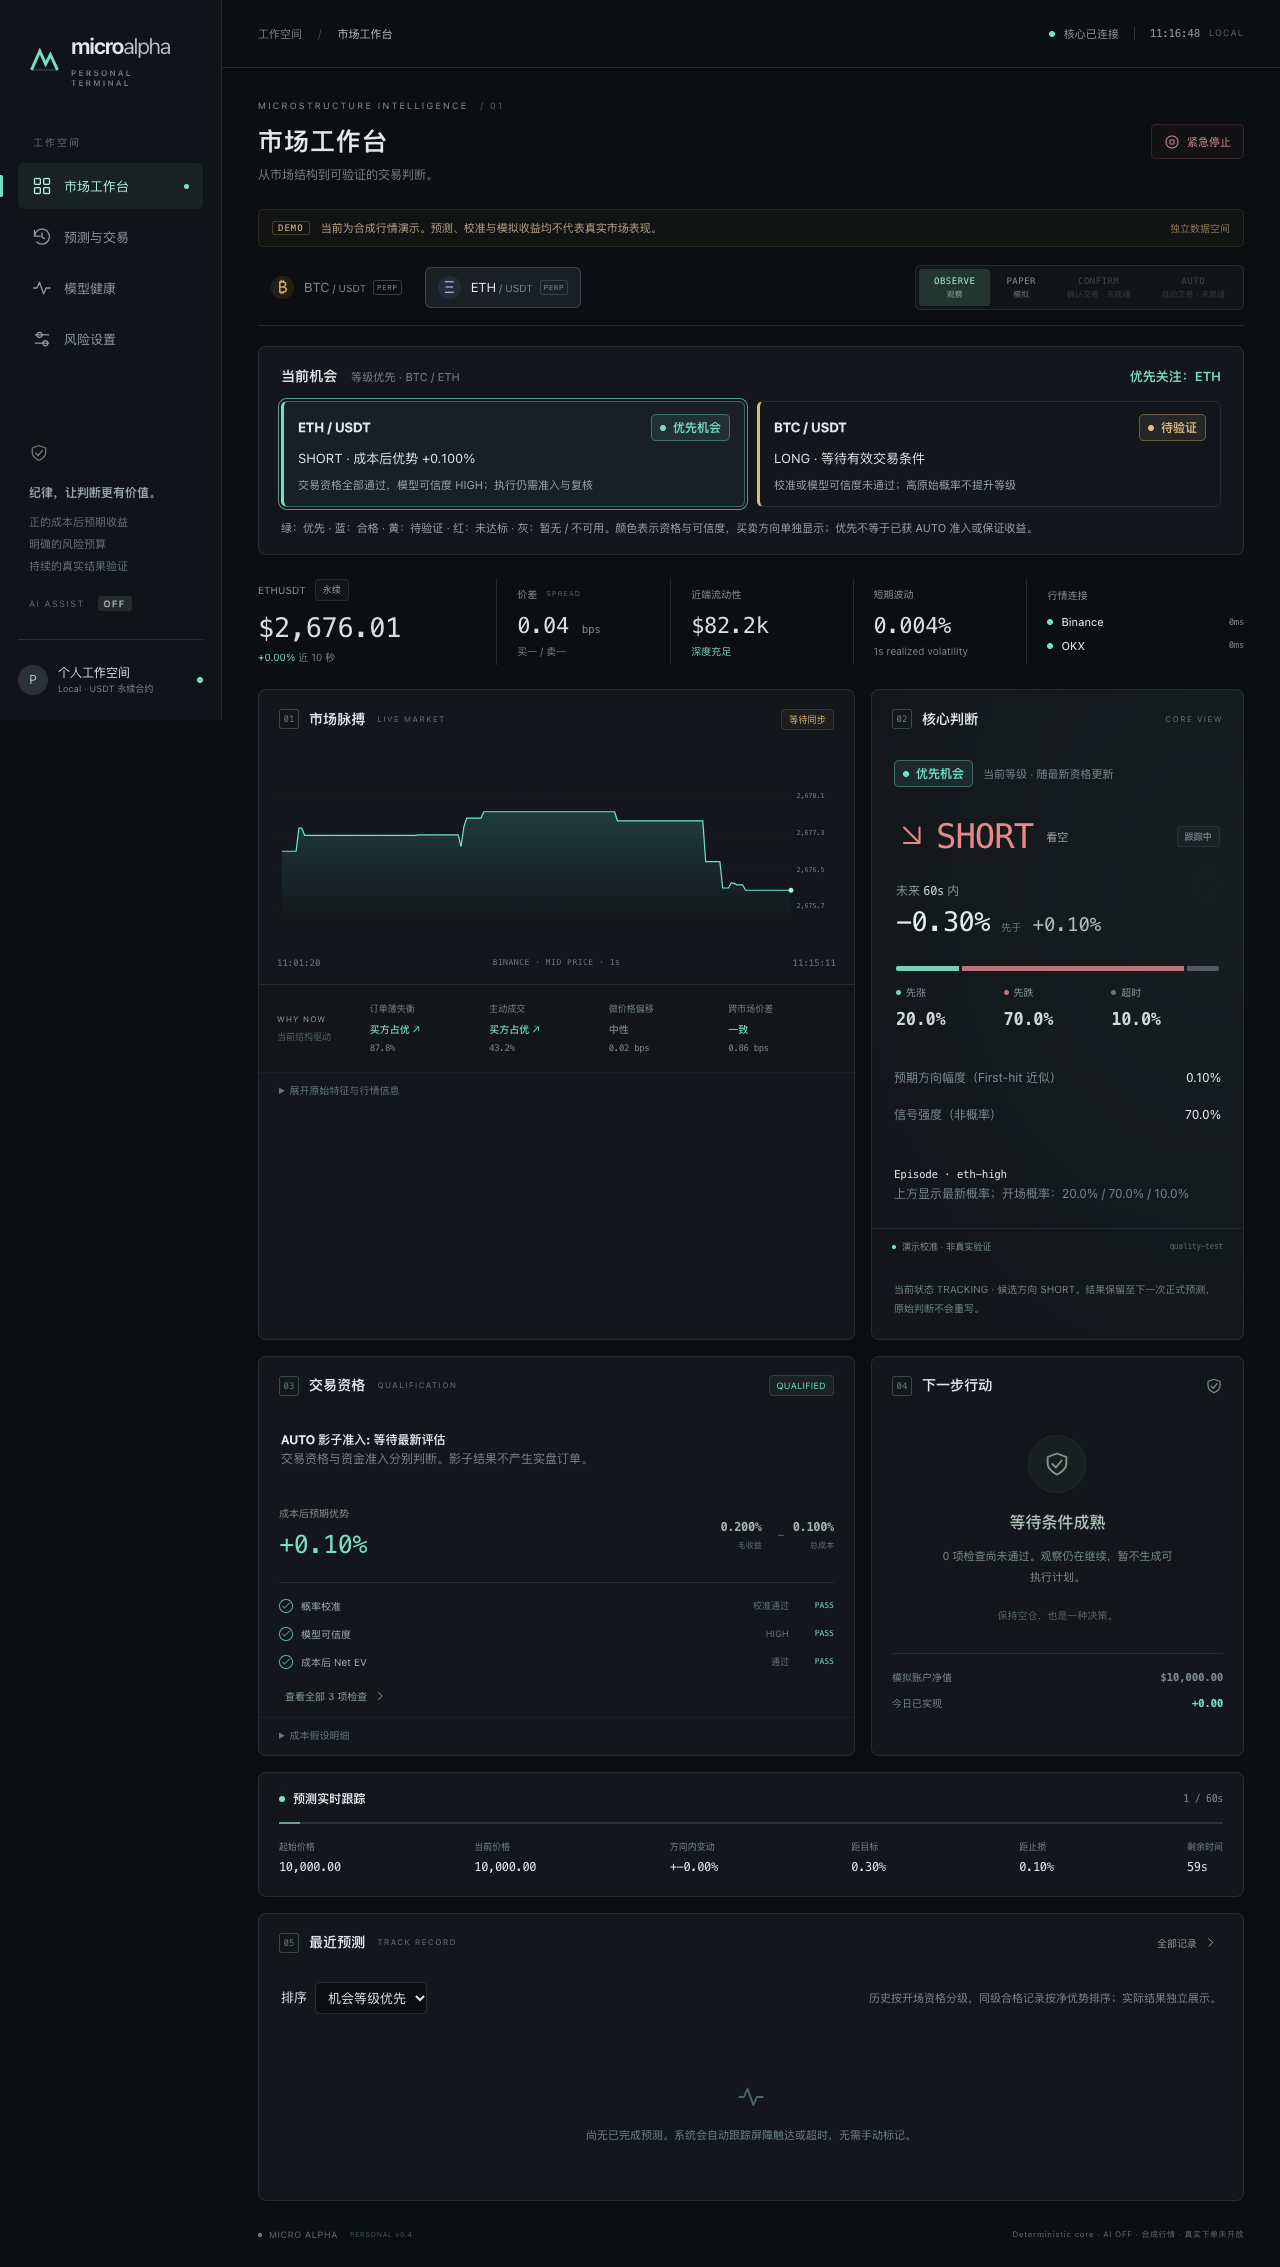 microalpha
PERSONAL
TERMINAL
工作空间
市场工作台
预测与交易
模型健康
风险设置
纪律，让判断更有价值。
正的成本后预期收益
明确的风险预算
持续的真实结果验证
AI ASSIST OFF
P
个人工作空间
Local · USDT 永续合约
工作空间 / 市场工作台
核心已连接
11:16:48 LOCAL
MICROSTRUCTURE INTELLIGENCE / 01
市场工作台
从市场结构到可验证的交易判断。
紧急停止
DEMO 当前为合成行情演示。预测、校准与模拟收益均不代表真实市场表现。
独立数据空间
BTC / USDT PERP
ETH / USDT PERP
OBSERVE
观察
PAPER
模拟
CONFIRM
确认交易 · 未就绪
AUTO
自动交易 · 未就绪
当前机会 等级优先 · BTC / ETH
优先关注：ETH
ETH / USDT
优先机会
SHORT · 成本后优势 +0.100%
交易资格全部通过，模型可信度 HIGH；执行仍需准入与复核
BTC / USDT
待验证
LONG · 等待有效交易条件
校准或模型可信度未通过；高原始概率不提升等级
绿：优先 · 蓝：合格 · 黄：待验证 · 红：未达标 · 灰：暂无 / 不可用。颜色表示资格与可信度，买卖方向单独显示；优先不等于已获 AUTO 准入或保证收益。
ETHUSDT 永续
$2,676.01
+0.00% 近 10 秒
价差 SPREAD
0.04 bps
买一 / 卖一
近端流动性
$82.2k
深度充足
短期波动
0.004%
1s realized volatility
行情连接
Binance 0ms
OKX 0ms
01 市场脉搏 LIVE MARKET
等待同步
2,678.1
2,677.3
2,676.5
2,675.7
11:01:20
BINANCE · MID PRICE · 1s
11:15:11
WHY NOW
当前结构驱动
订单簿失衡
买方占优 ↗
87.8%
主动成交
买方占优 ↗
43.2%
微价格偏移
中性
0.02 bps
跨市场价差
一致
0.86 bps
▶ 展开原始特征与行情信息
02 核心判断 CORE VIEW
优先机会 当前等级 · 随最新资格更新
SHORT 看空
跟踪中
未来 60s 内
−0.30% 先于 +0.10%
先涨
20.0%
先跌
70.0%
超时
10.0%
预期方向幅度（First-hit 近似） 0.10%
信号强度（非概率） 70.0%
Episode · eth-high
上方显示最新概率；开场概率：20.0% / 70.0% / 10.0%
演示校准 · 非真实验证
quality-test
当前状态 TRACKING · 候选方向 SHORT。结果保留至下一次正式预测，
原始判断不会重写。
03 交易资格 QUALIFICATION
QUALIFIED
AUTO 影子准入: 等待最新评估
交易资格与资金准入分别判断。影子结果不产生实盘订单。
成本后预期优势
+0.10%
0.200%
毛收益
−
0.100%
总成本
概率校准 校准通过 PASS
模型可信度 HIGH PASS
成本后 Net EV 通过 PASS
查看全部 3 项检查
▶ 成本假设明细
04 下一步行动
等待条件成熟
0 项检查尚未通过。观察仍在继续，暂不生成可
执行计划。
保持空仓，也是一种决策。
模拟账户净值 $10,000.00
今日已实现 +0.00
预测实时跟踪
1 / 60s
起始价格
10,000.00
当前价格
10,000.00
方向内变动
+−0.00%
距目标
0.30%
距止损
0.10%
剩余时间
59s
05 最近预测 TRACK RECORD
全部记录
排序 机会等级优先
历史按开场资格分级，同级合格记录按净优势排序；实际结果独立展示。
尚无已完成预测。系统会自动跟踪屏障触达或超时，无需手动标记。
MICRO ALPHA PERSONAL v0.4
Deterministic core · AI OFF · 合成行情 · 真实下单未开放